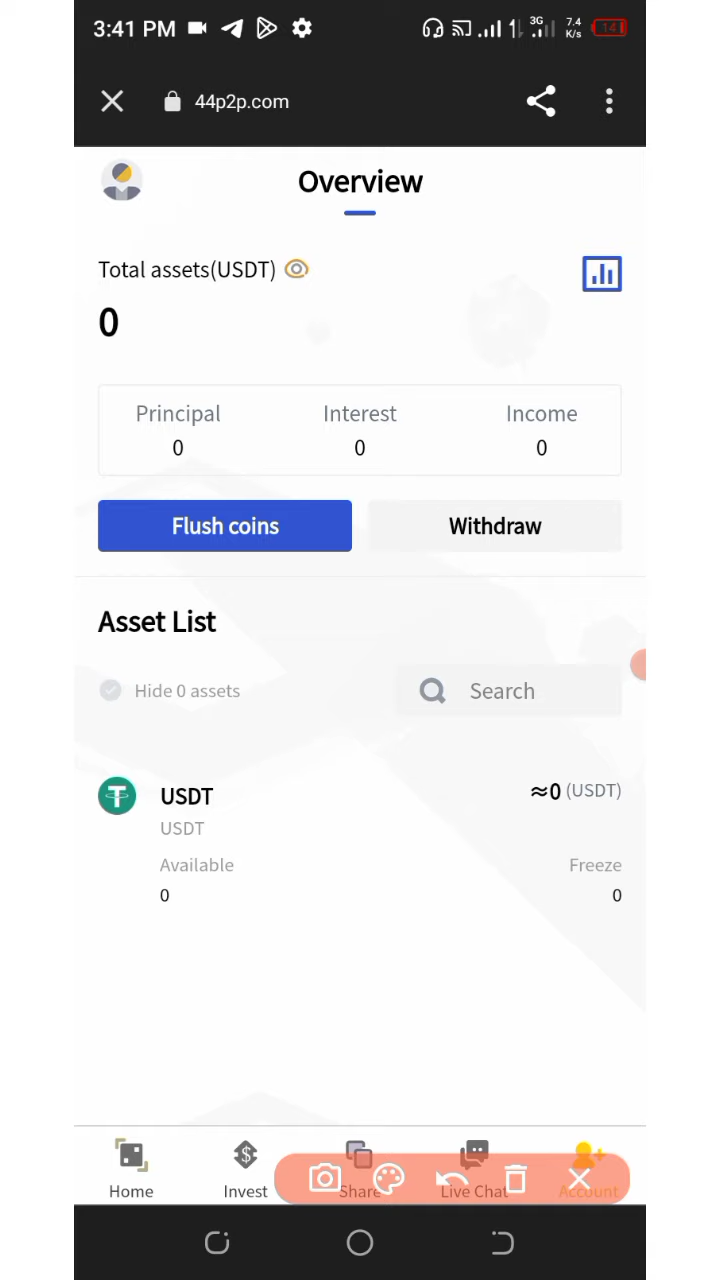 3:41 PM 3G 7.4 K/s 14
44p2p.com
Overview
Total assets(USDT)
0
Principal Interest Income
0 0 0
Flush coins Withdraw
Asset List
Hide 0 assets Search
USDT ≈0 (USDT)
USDT
Available Freeze
0 0
Home Invest Share Live Chat Account